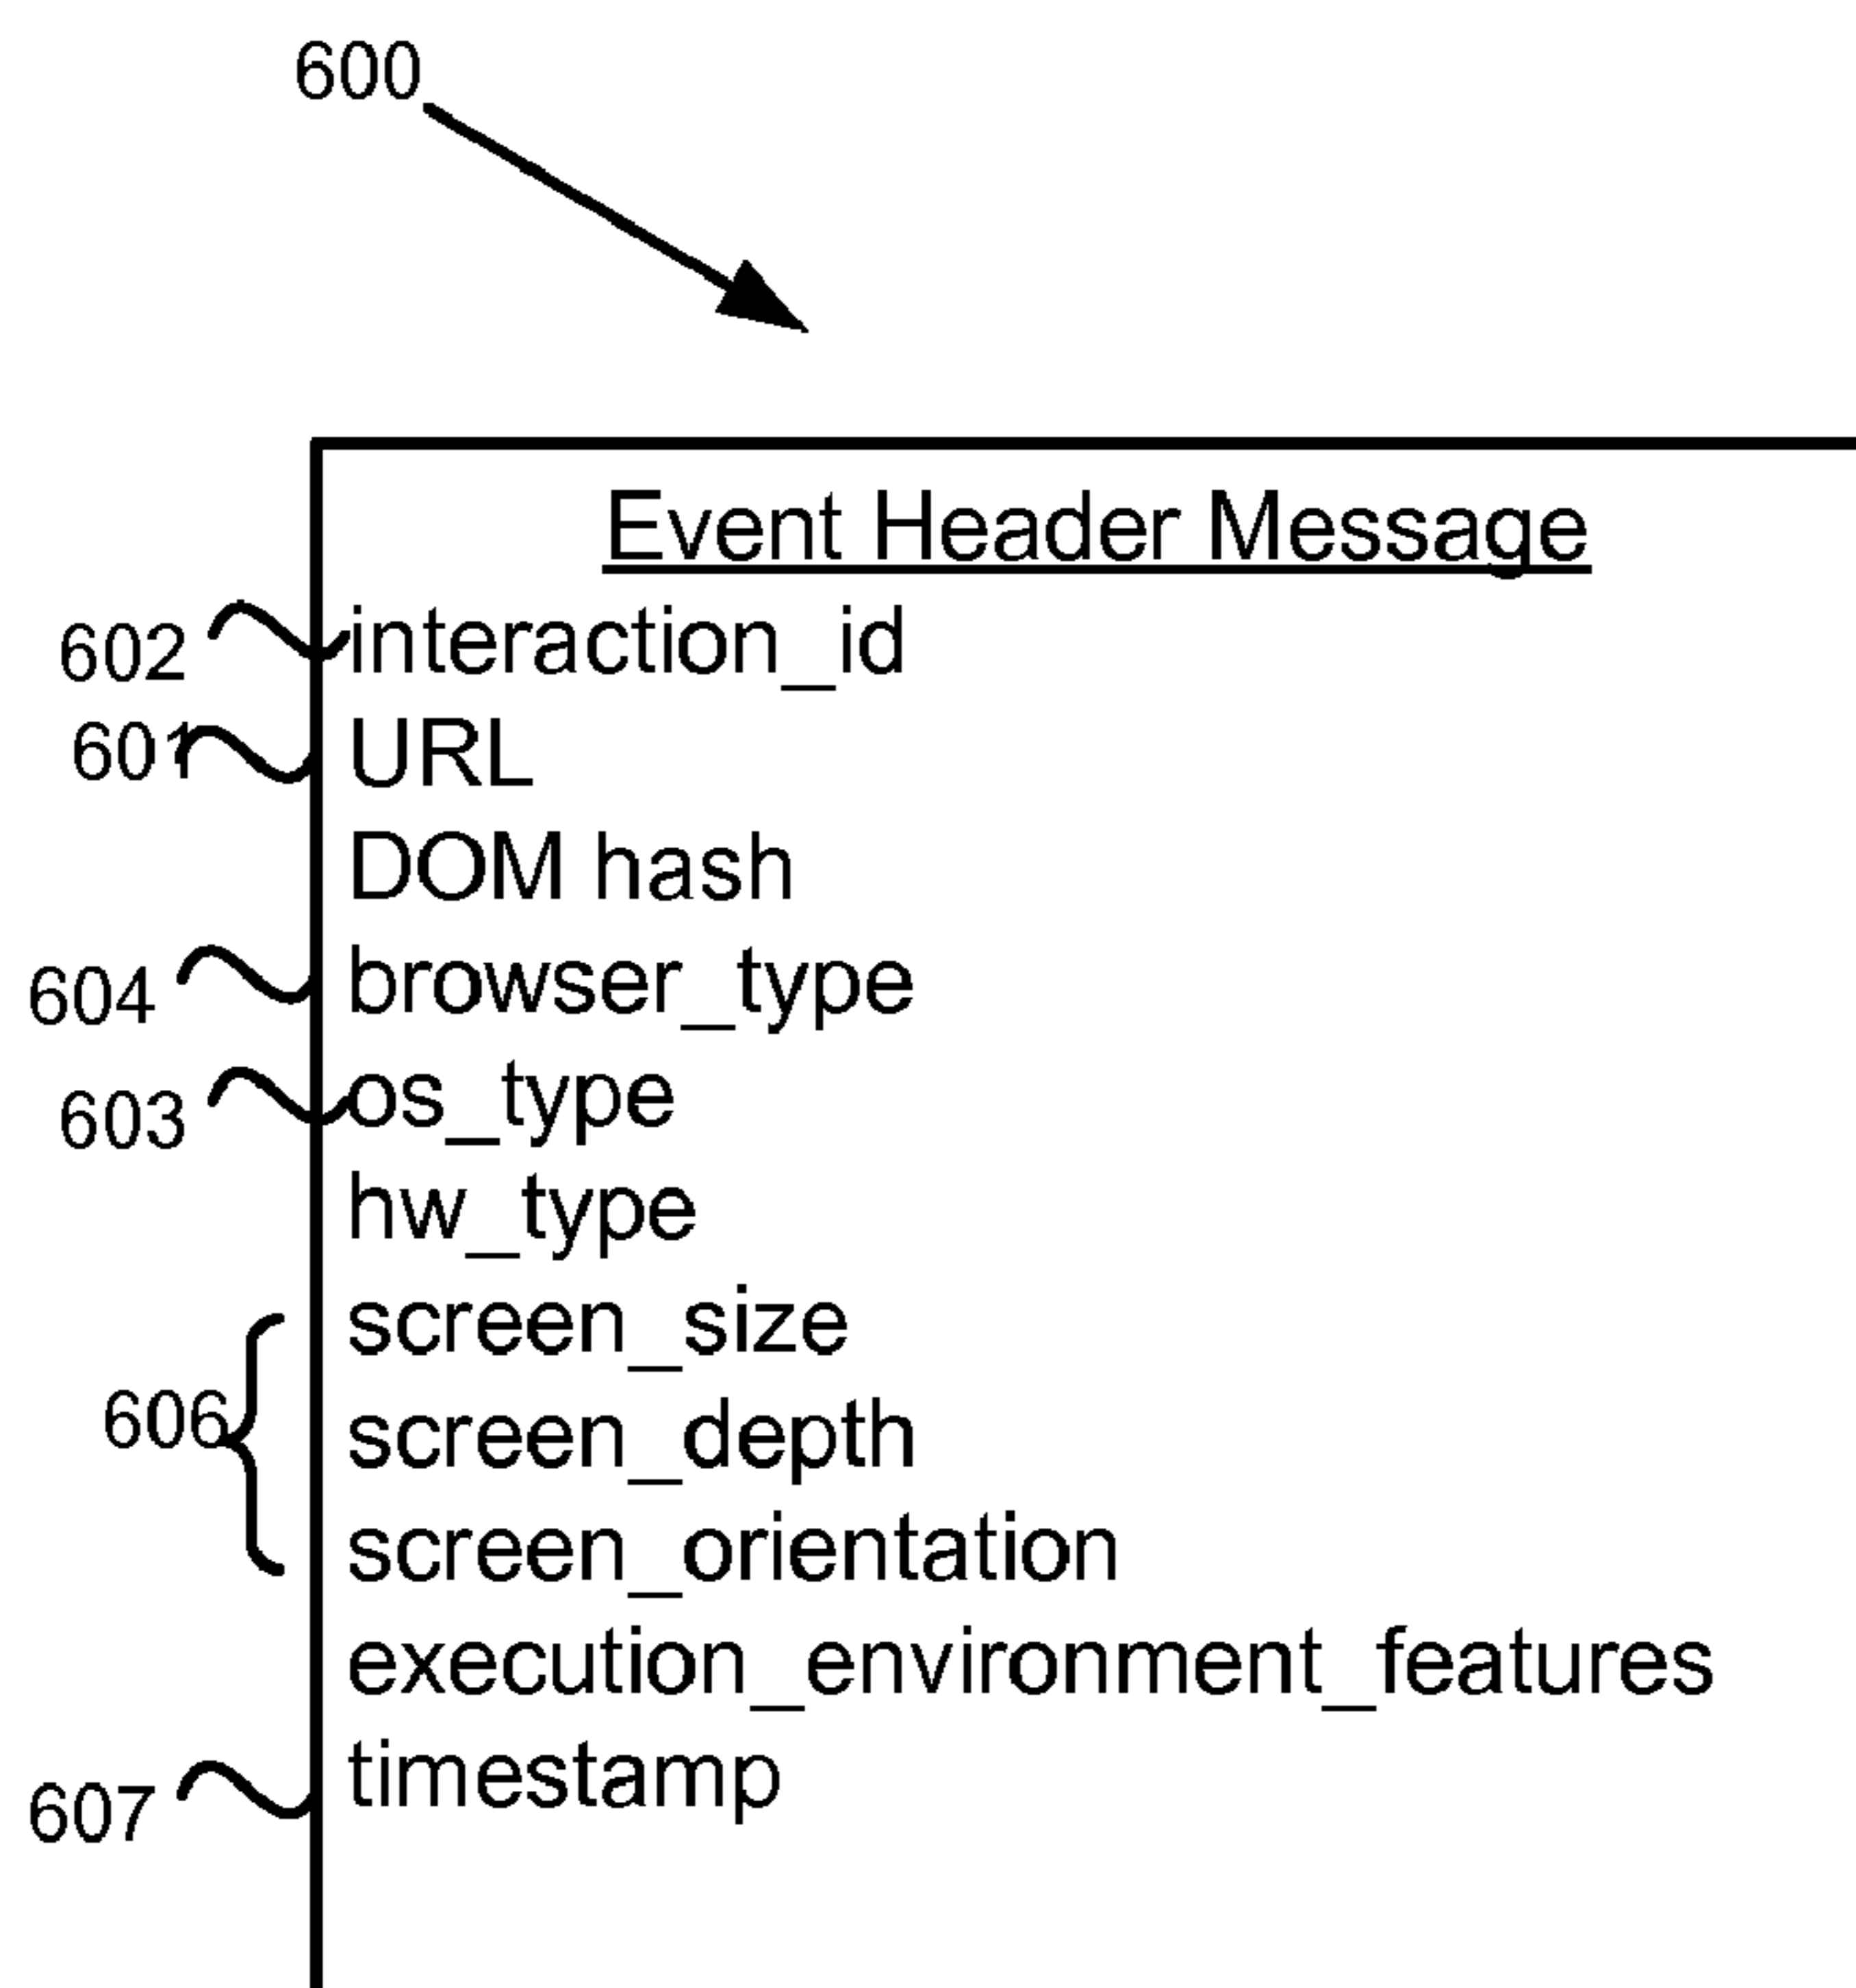 600
Event Header Message
602 interaction_id
601 URL
DOM hash
604 browser_type
603 os_type
hw_type
screen_size
606 screen_depth
screen_orientation
execution_environment_features
607 timestamp